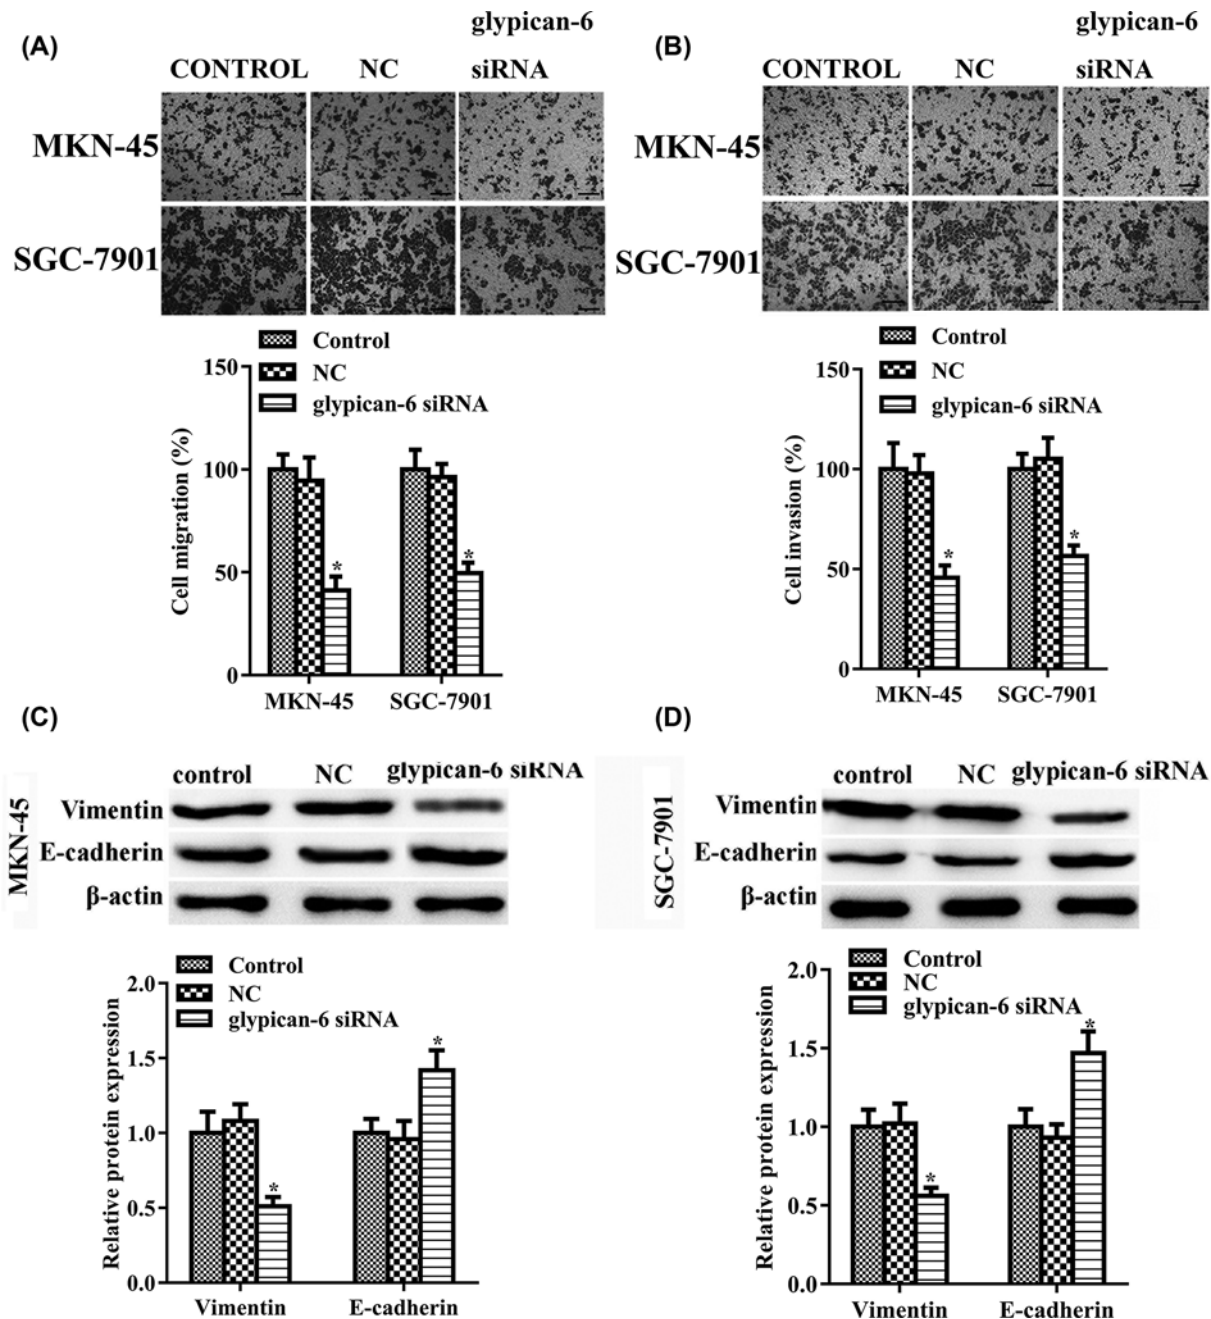 (A)
glypican-6
CONTROL NC siRNA
MKN-45
SGC-7901
Control
NC
glypican-6 siRNA
Cell migration (%)
150
100
50
0
*
*
MKN-45 SGC-7901
(B)
glypican-6
CONTROL NC siRNA
MKN-45
SGC-7901
Control
NC
glypican-6 siRNA
Cell invasion (%)
150
100
50
0
*
*
MKN-45 SGC-7901
(C)
MKN-45
control NC glypican-6 siRNA
Vimentin
E-cadherin
β-actin
Control
NC
glypican-6 siRNA
Relative protein expression
2.0
1.5
1.0
0.5
0.0
*
*
Vimentin E-cadherin
(D)
SGC-7901
control NC glypican-6 siRNA
Vimentin
E-cadherin
β-actin
Control
NC
glypican-6 siRNA
Relative protein expression
2.0
1.5
1.0
0.5
0.0
*
*
Vimentin E-cadherin